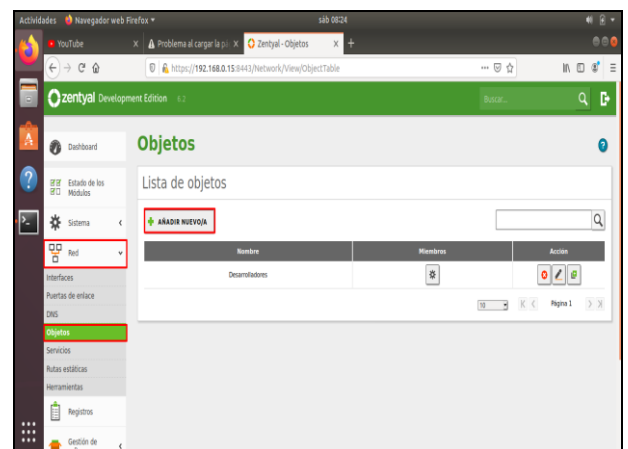 Actividades Navegador web Firefox sáb 08:24
YouTube Problema al cargar la pá Zentyal - Objetos
https://192.168.0.15:8443/Network/View/ObjectTable
zentyal Development Edition 6.2 Buscar...
Dashboard
Estado de los
Módulos
Sistema
Red
Interfaces
Puertas de enlace
DNS
Objetos
Servicios
Rutas estáticas
Herramientas
Registros
Gestión de
Objetos
Lista de objetos
AÑADIR NUEVO/A
Nombre Miembros Acción
Desarrolladores
10 Página 1